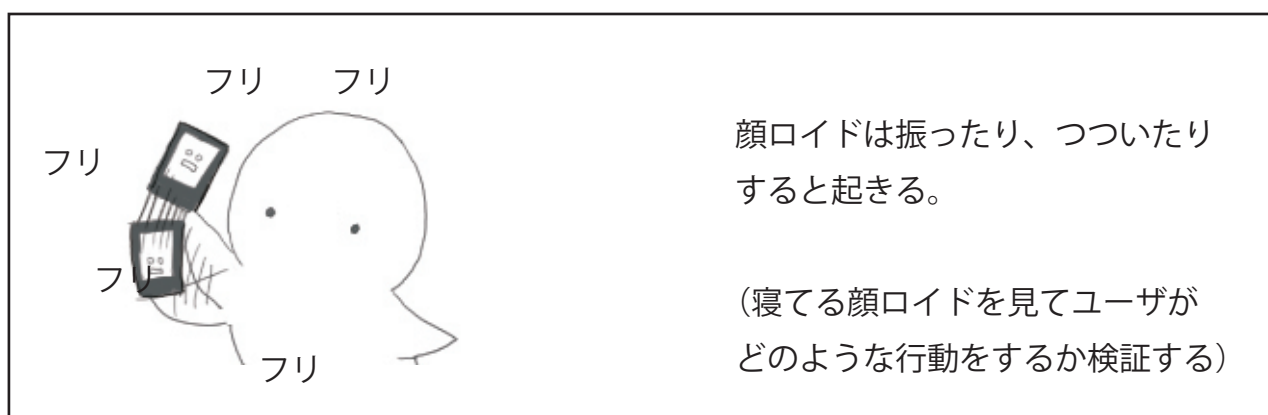 フリ
フリ
フリ
フリ
フリ
顔ロイドは振ったり、つついたり
すると起きる。
（寝てる顔ロイドを見てユーザが
どのような行動をするか検証する）